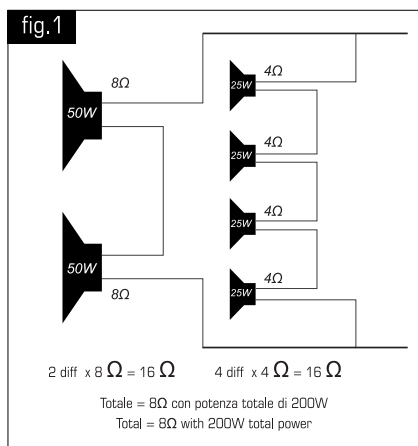 fig.1
8Ω
50W
50W
8Ω
4Ω
25W
4Ω
25W
4Ω
25W
4Ω
25W
2 diff x 8 Ω = 16 Ω
4 diff x 4 Ω = 16 Ω
Totale = 8Ω con potenza totale di 200W
Total = 8Ω with 200W total power